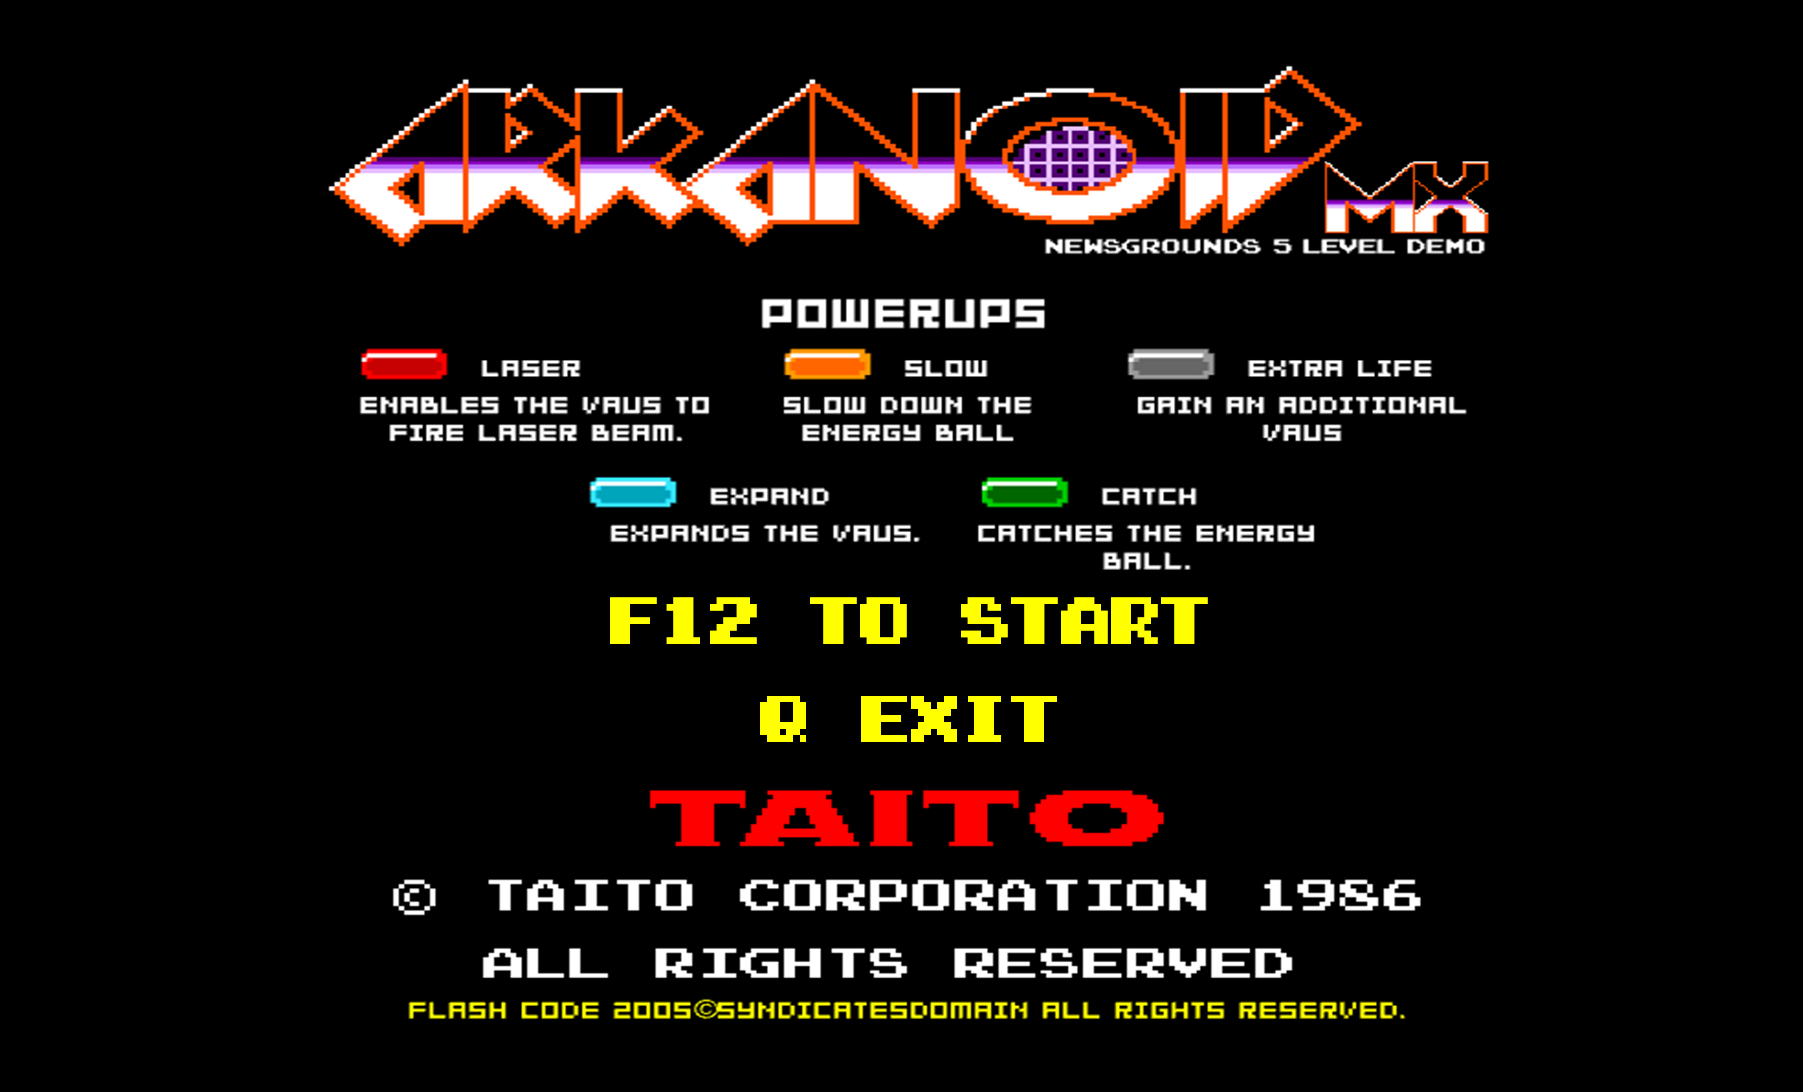 ARKANOID MX
NEWSGROUNDS 5 LEVEL DEMO
POWERUPS
LASER
ENABLES THE VAUS TO
FIRE LASER BEAM.
SLOW
SLOW DOWN THE
ENERGY BALL
EXTRA LIFE
GAIN AN ADDITIONAL
VAUS
EXPAND
EXPANDS THE VAUS.
CATCH
CATCHES THE ENERGY
BALL.
F12 TO START
Q EXIT
TAITO
© TAITO CORPORATION 1986
ALL RIGHTS RESERVED
FLASH CODE 2005©SYNDICATESDOMAIN ALL RIGHTS RESERVED.